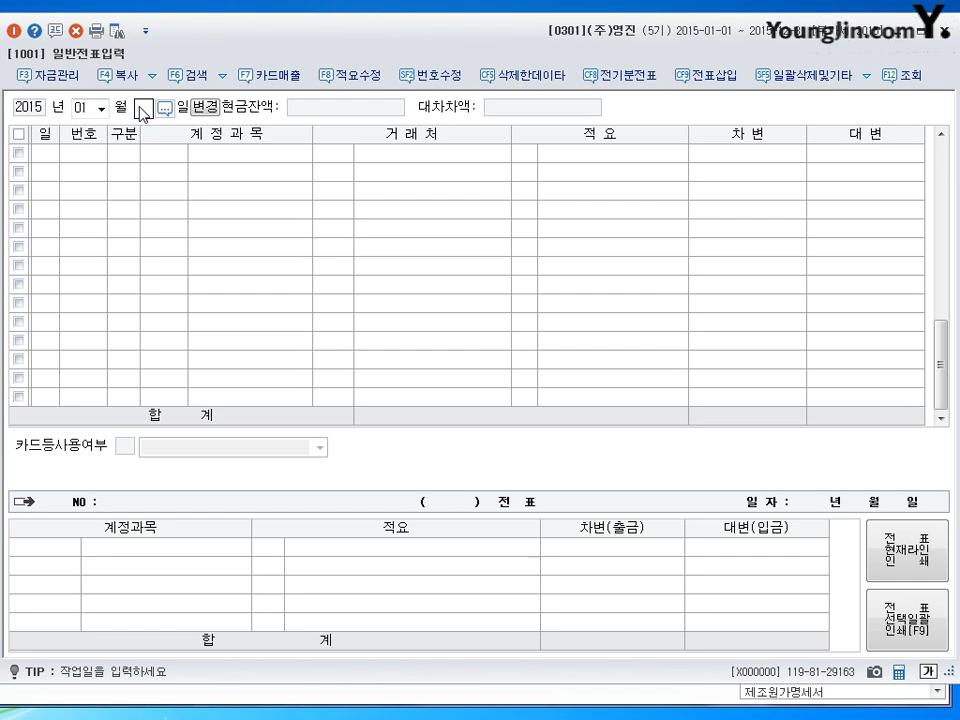 [0301](주)영진 (5기) 2015-01-01 ~ 2015-12-
Younglin.com Y.
[1001] 일반전표입력
F3 자금관리 F4 복사 F6 검색 F7 카드매출 F8 적요수정 SF2 번호수정 CF5 삭제한데이타 CF8 전기분전표 CF9 전표삽입 SF5 일괄삭제및기타 F12 조회
2015 년 01 월 일 변경 현금잔액: 대차차액:
일 번호 구분 계 정 과 목 거 래 처 적 요 차 변 대 변
합 계
카드등사용여부
NO : ( ) 전 표 일 자 : 년 월 일
계정과목 적요 차변(출금) 대변(입금)
전 표
현재라인
인 쇄
전 표
선택일괄
인쇄[F9]
합 계
TIP : 작업일을 입력하세요 [X000000] 119-81-29163 가
제조원가명세서